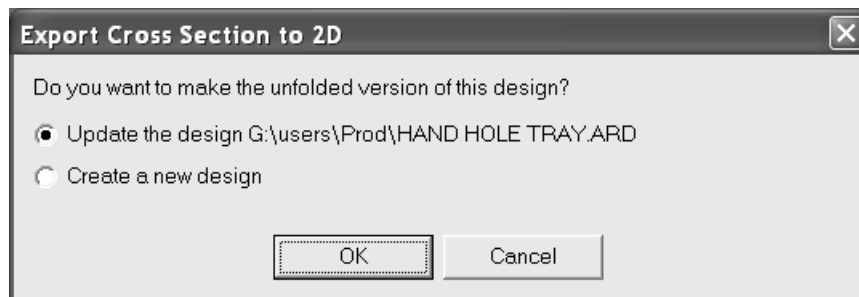 Export Cross Section to 2D
Do you want to make the unfolded version of this design?
Update the design G:\users\Prod\HAND HOLE TRAY.ARD
Create a new design
OK Cancel